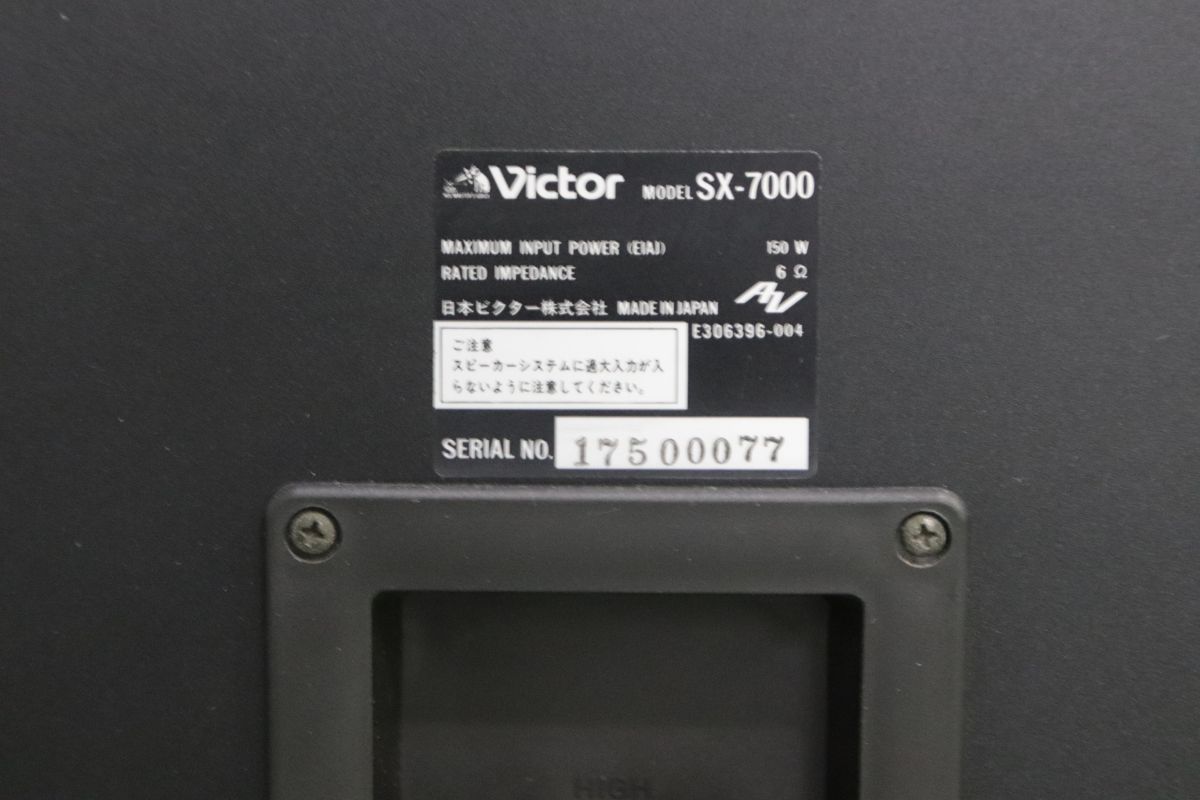 Victor MODEL SX-7000
MAXIMUM INPUT POWER (EIAJ) 150 W
RATED IMPEDANCE 6 Ω
日本ビクター株式会社 MADE IN JAPAN AV
E306396-004
ご注意
スピーカーシステムに過大入力が入
らないように注意してください。
SERIAL NO. 17500077
HIGH